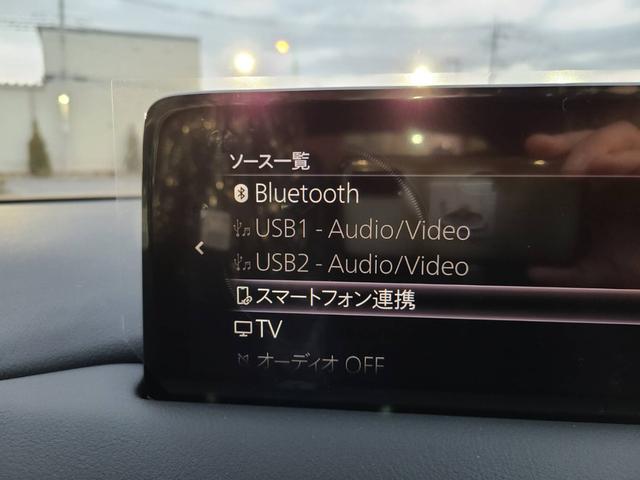 ソース一覧
Bluetooth
USB1 - Audio/Video
USB2 - Audio/Video
スマートフォン連携
TV
オーディオ OFF